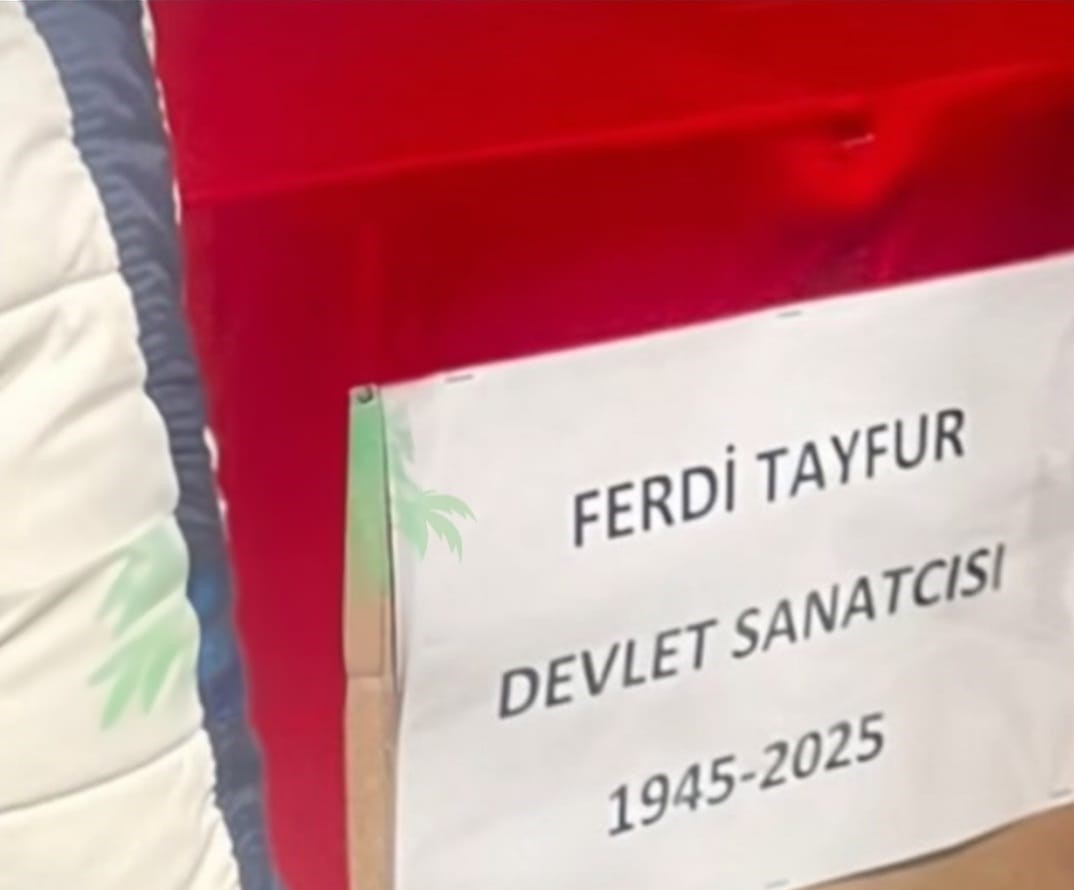 FERDİ TAYFUR
DEVLET SANATCISI
1945-2025